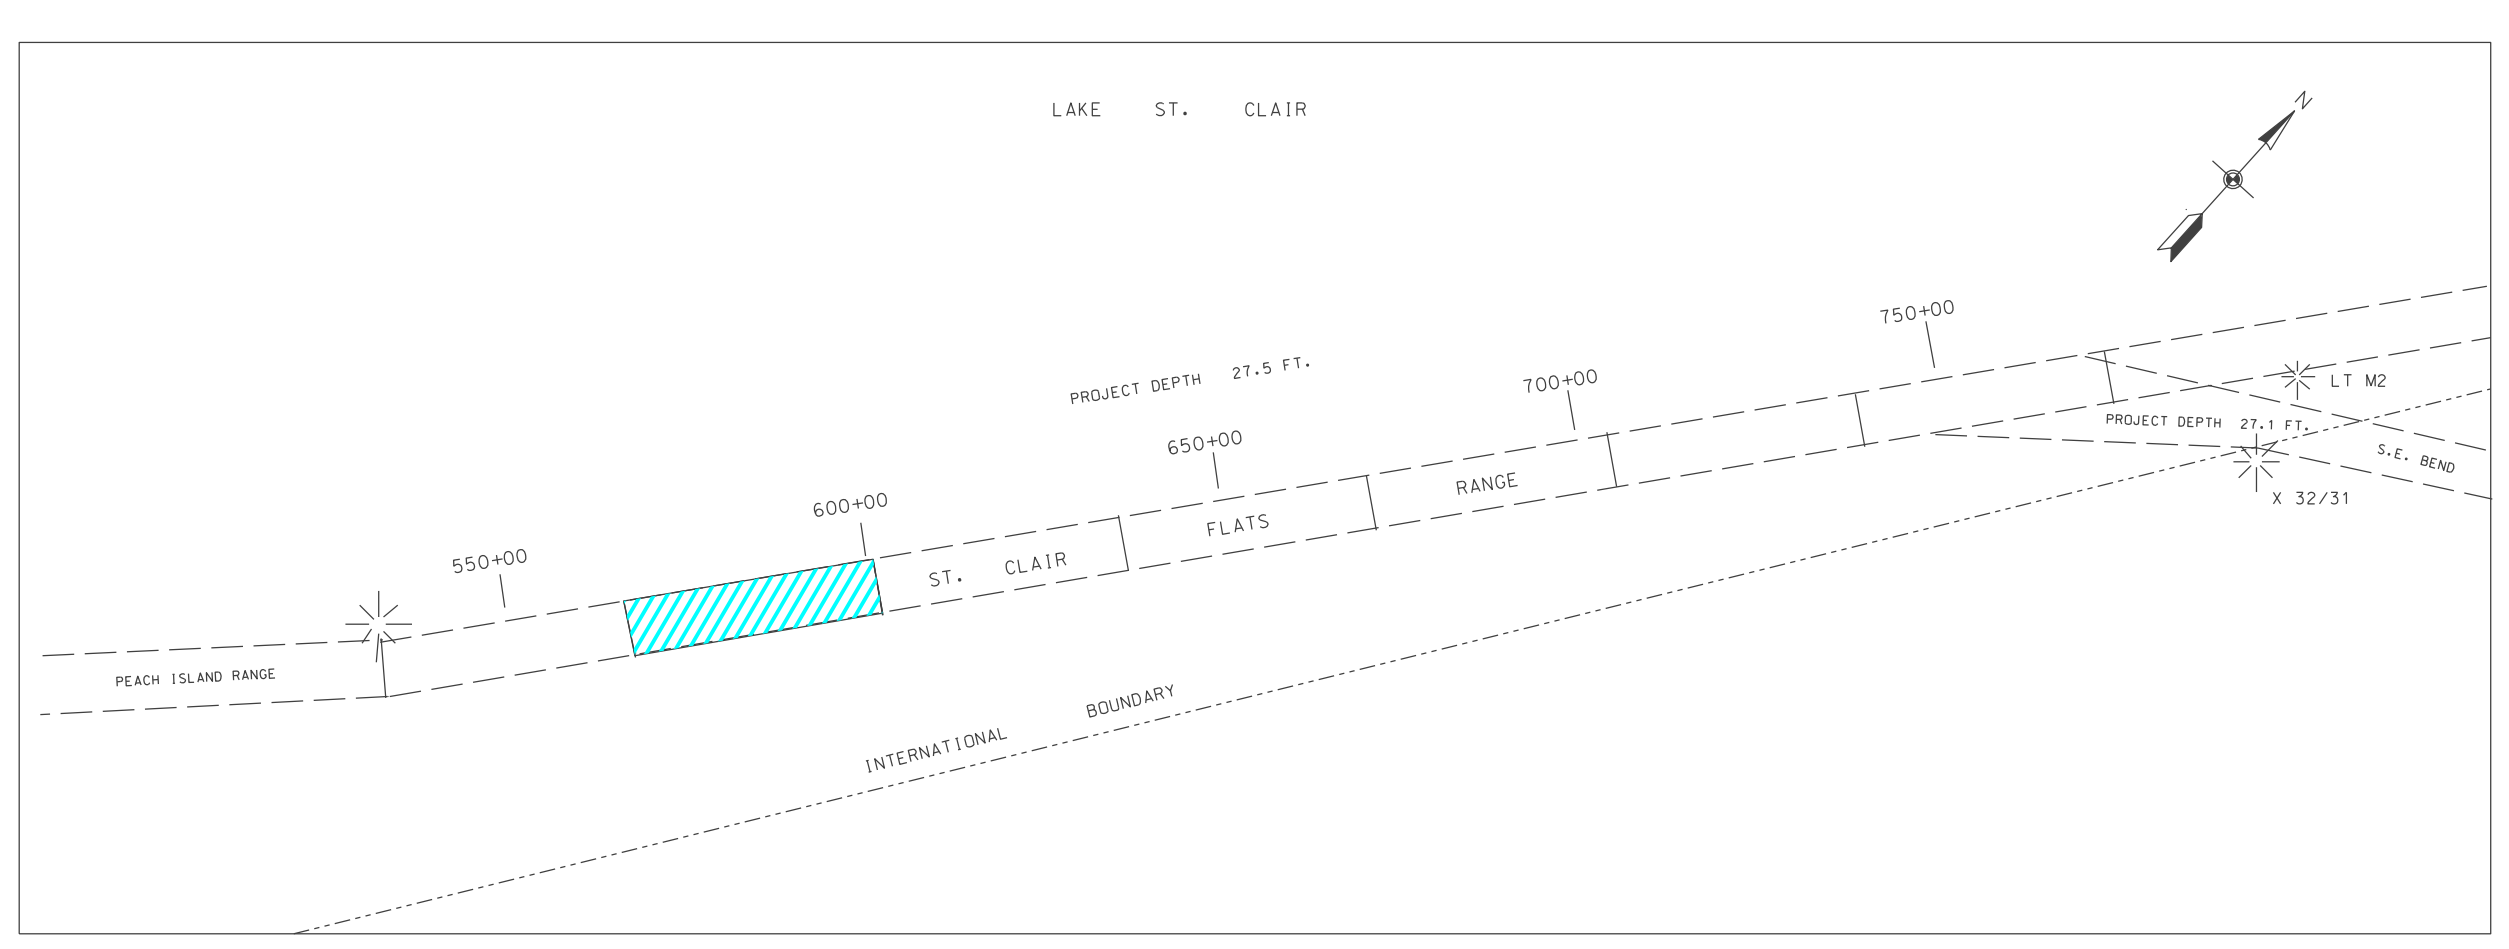 LAKE ST. CLAIR
N
750+00
PROJECT DEPTH 27.5 FT.
700+00
LT M2
650+00
PROJECT DEPTH 27.1 FT.
S.E. BEND
X 32/31
600+00
ST. CLAIR FLATS RANGE
550+00
PEACH ISLAND RANGE
INTERNATIONAL BOUNDARY